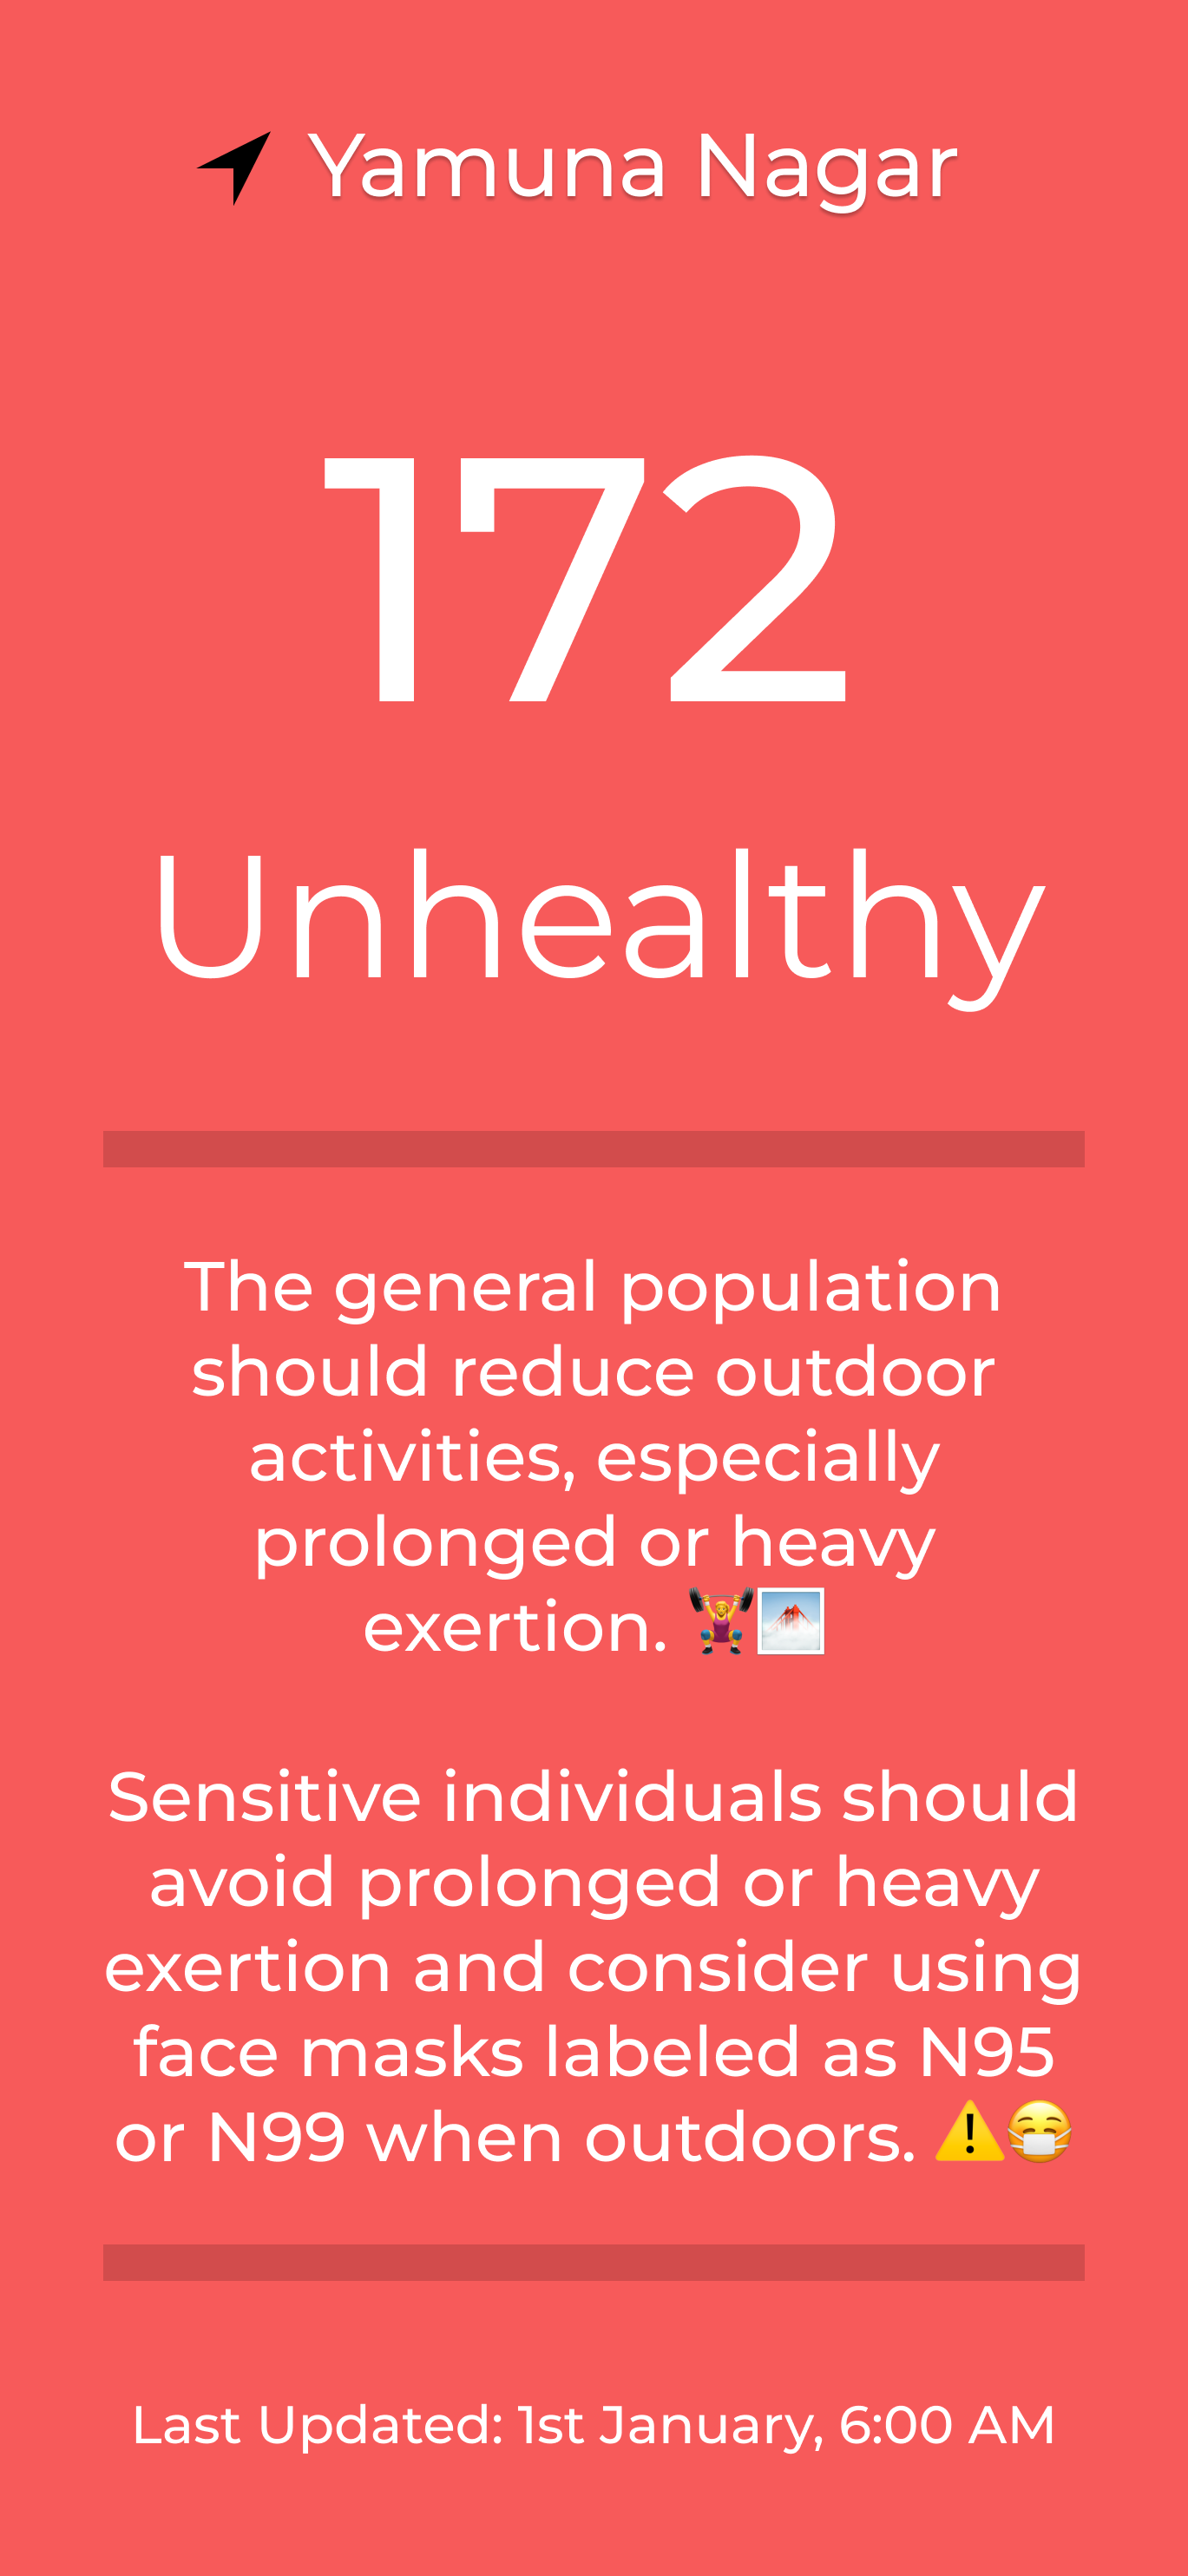 Yamuna Nagar
172
Unhealthy
The general population
should reduce outdoor
activities, especially
prolonged or heavy
exertion. 🏋️‍♀️🌁
Sensitive individuals should
avoid prolonged or heavy
exertion and consider using
face masks labeled as N95
or N99 when outdoors. ⚠️😷
Last Updated: 1st January, 6:00 AM